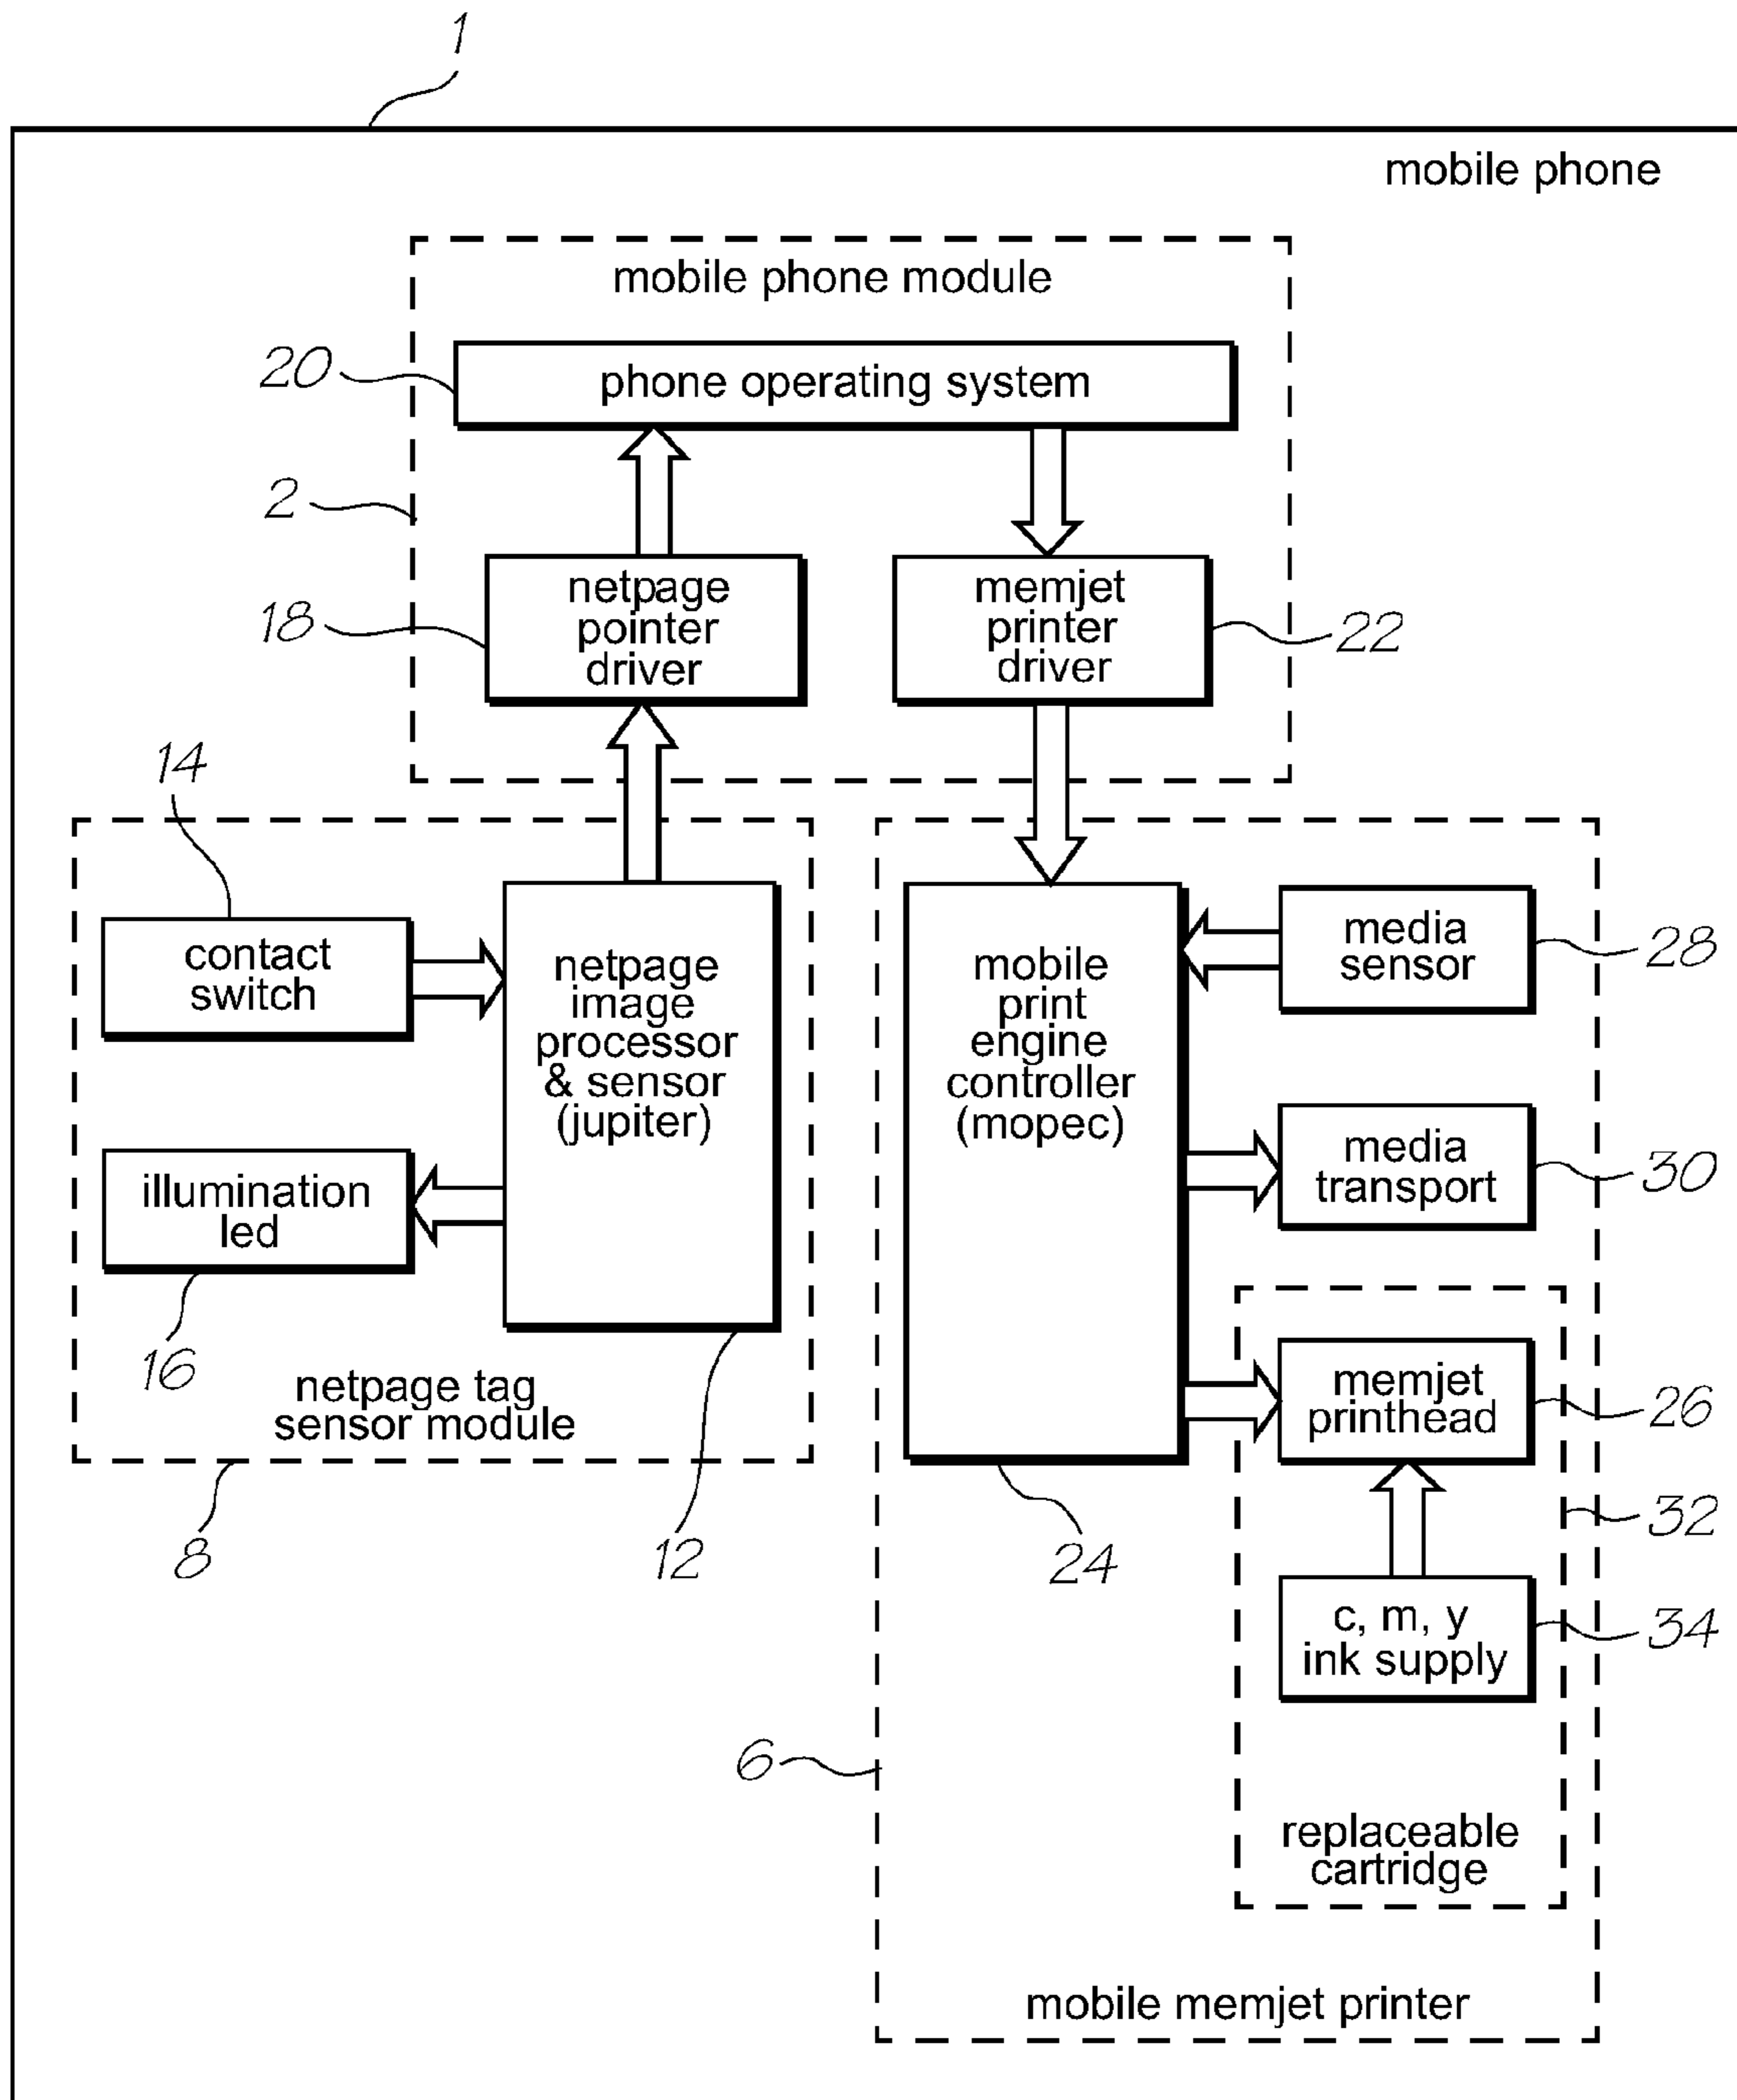 1
mobile phone
mobile phone module
20
phone operating system
2
18
netpage
pointer
driver
memjet
printer
driver
22
14
contact
switch
netpage
image
processor
& sensor
(jupiter)
illumination
led
16
netpage tag
sensor module
8
12
mobile
print
engine
controller
(mopec)
media
sensor
28
media
transport
30
memjet
printhead
26
24
32
c, m, y
ink supply
34
6
replaceable
cartridge
mobile memjet printer